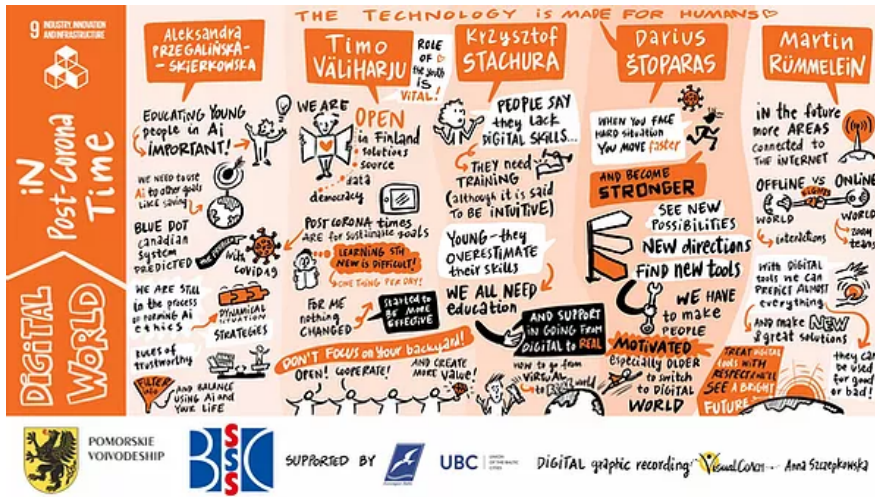 THE TECHNOLOGY is MADE FOR HUMANS
9 INDUSTRY, INNOVATION
AND INFRASTRUCTURE
DiGiTAL
WORLD
iN
Post-Corona
Time
Aleksandra
PRZEGALIŃSKA-
-SKIERKOWSKA
EDUCATING YOUNG
people in Ai
IMPORTANT!
WE NEED TO USE
Ai to other goals
LIKE SAVING
BLUE DOT
canadian
System
PREDICTED
COViD19
WE ARE STILL
in the process
OF FORMING Ai
ethics
DYNAMICAL
SITUATION
STRATEGIES
RULES OF
trustworthy
FILTER
info
AND BALANCE
USING Ai and
YOUR LiFE
Timo
VÄLIHARJU
ROLE
OF
the youth
iS
ViTAL!
WE ARE
OPEN
in Finland
solutions
source
data
democracy
POST CORONA times
ARE for sustainable goals
LEARNING STH
NEW is DiFFiCULT!
ONE THING PER DAY!
FOR ME
nothing
CHANGED
started to
BE MORE
EFFECTIVE
DON'T FOCUS on Your backyard!
OPEN! COOPERATE!
AND CREATE
MORE value!
Krzysztof
STACHURA
PEOPLE SAY
they LACK
DiGiTAL SKILLS...
THEY need
TRAINING
(although it is said
TO BE iNTUiTiVE)
YOUNG - they
OVERESTIMATE
their SKiLLS
WE ALL NEED
education
AND SUPPORT
iN GOING FROM
DiGiTAL to REAL
HOW to go from
ViRTUAL
to REAL world
Darius
ŠTOPARAS
WHEN YOU FACE
HARD situation
YOU MOVE faster
AND BECOME
STRONGER
SEE NEW
POSSiBiLiTiES
NEW directions
FiND new tools
WE HAVE
to make
PEOPLE
MOTiVATED
especially OLDER
to switch
to DiGiTAL
WORLD
Martin
RÜMMELEiN
iN the future
more AREAS
connected to
THE iNTERNET
OFFLiNE VS ONLiNE
WORLD
WORLD
interactions
ZOOM
teams
With DiGiTAL
tools we can
PREDiCT ALMOST
everything
AND make NEW
& great solutions
TREAT DiGiTAL
tools WiTH
RESPECT
SEE A BRiGHT
FUTURE
they can
be used
for good
or bad!
POMORSKIE
VOIVODESHIP
BSSSC
SUPPORTED BY
UBC
UNION
OF THE BALTIC
CITIES
DiGiTAL graphic recording:
Anna Szczepkowska